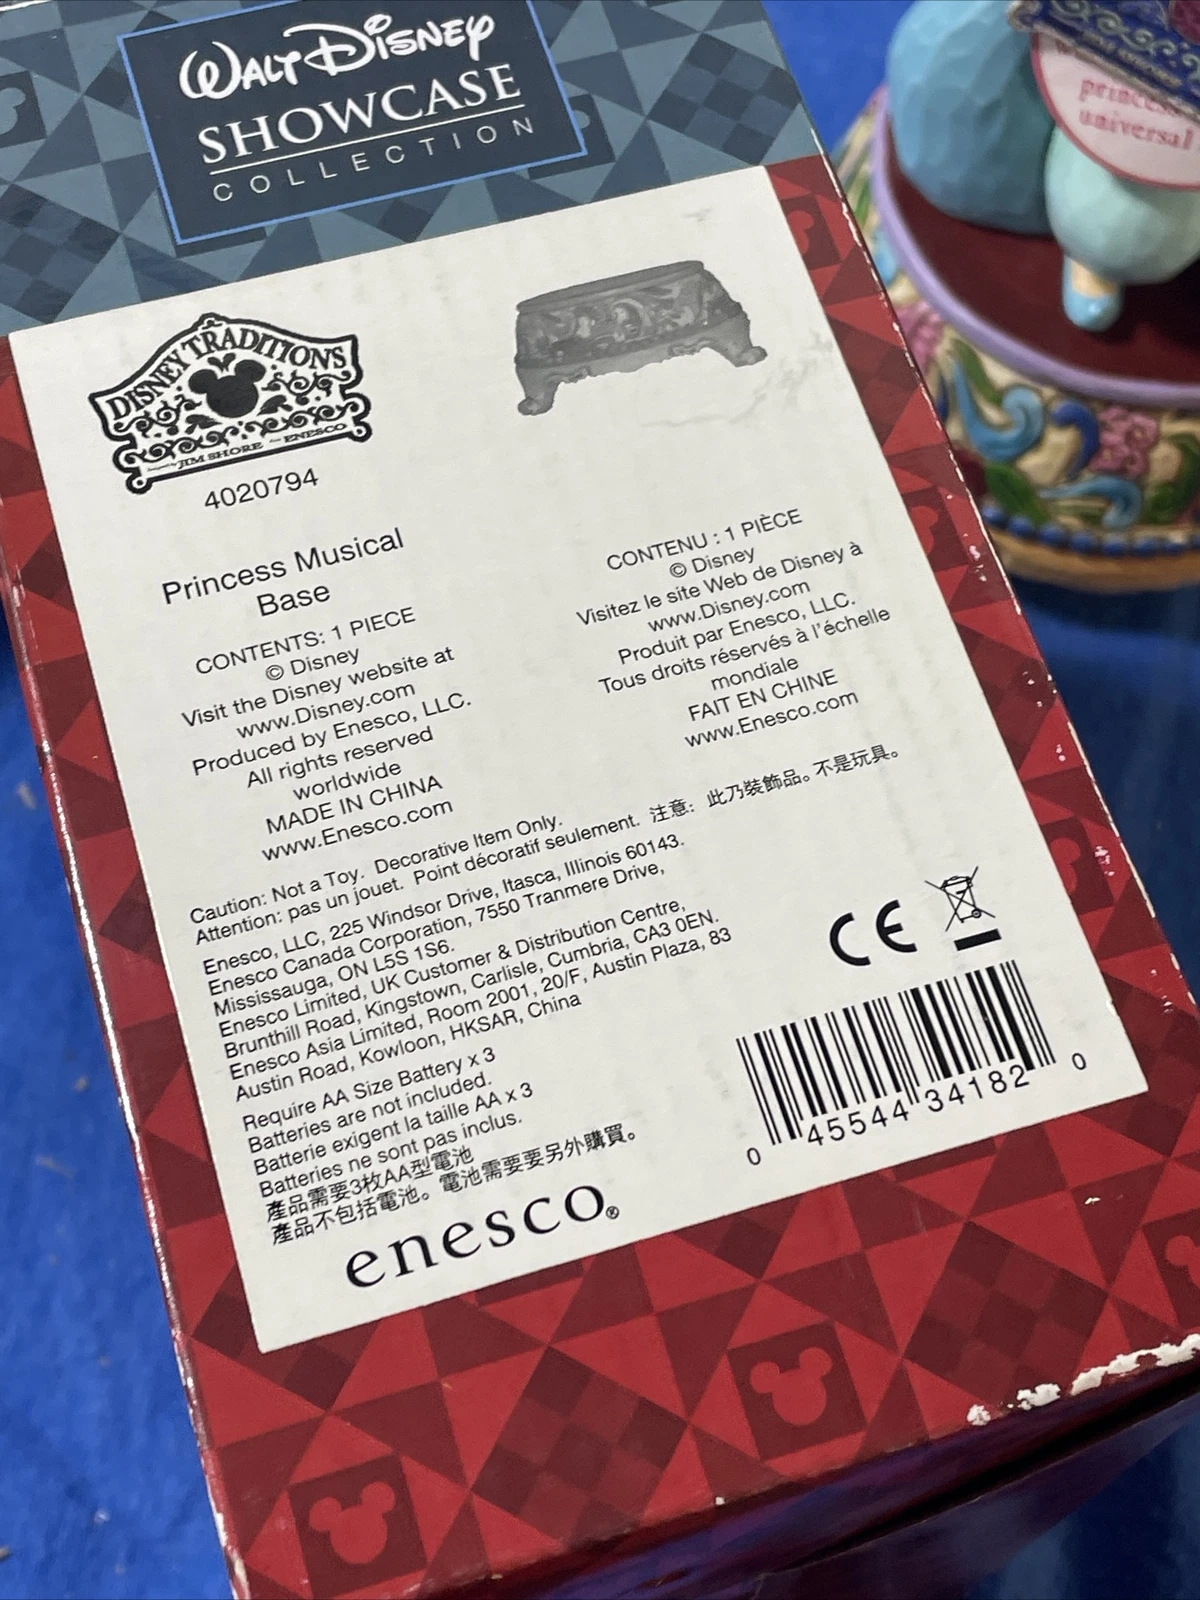 WALT DISNEY
SHOWCASE
COLLECTION
princess
universal
DISNEY TRADITIONS
Designed by JIM SHORE for ENESCO
4020794
Princess Musical
Base
CONTENTS: 1 PIECE
© Disney
Visit the Disney website at
www.Disney.com
Produced by Enesco, LLC.
All rights reserved
worldwide
MADE IN CHINA
www.Enesco.com
CONTENU : 1 PIÈCE
© Disney
Visitez le site Web de Disney à
www.Disney.com
Produit par Enesco, LLC.
Tous droits réservés à l'échelle
mondiale
FAIT EN CHINE
www.Enesco.com
Caution: Not a Toy. Decorative Item Only.
Attention: pas un jouet. Point décoratif seulement. 注意: 此乃裝飾品。不是玩具。
Enesco, LLC, 225 Windsor Drive, Itasca, Illinois 60143.
Enesco Canada Corporation, 7550 Tranmere Drive,
Mississauga, ON L5S 1S6.
Enesco Limited, UK Customer & Distribution Centre,
Brunthill Road, Kingstown, Carlisle, Cumbria, CA3 0EN.
Enesco Asia Limited, Room 2001, 20/F, Austin Plaza, 83
Austin Road, Kowloon, HKSAR, China
Require AA Size Battery x 3
Batteries are not included.
Batterie exigent la taille AA x 3
Batteries ne sont pas inclus.
產品需要3枚AA型電池
產品不包括電池。電池需要要另外購買。
enesco®
CE
0 45544 34182 0